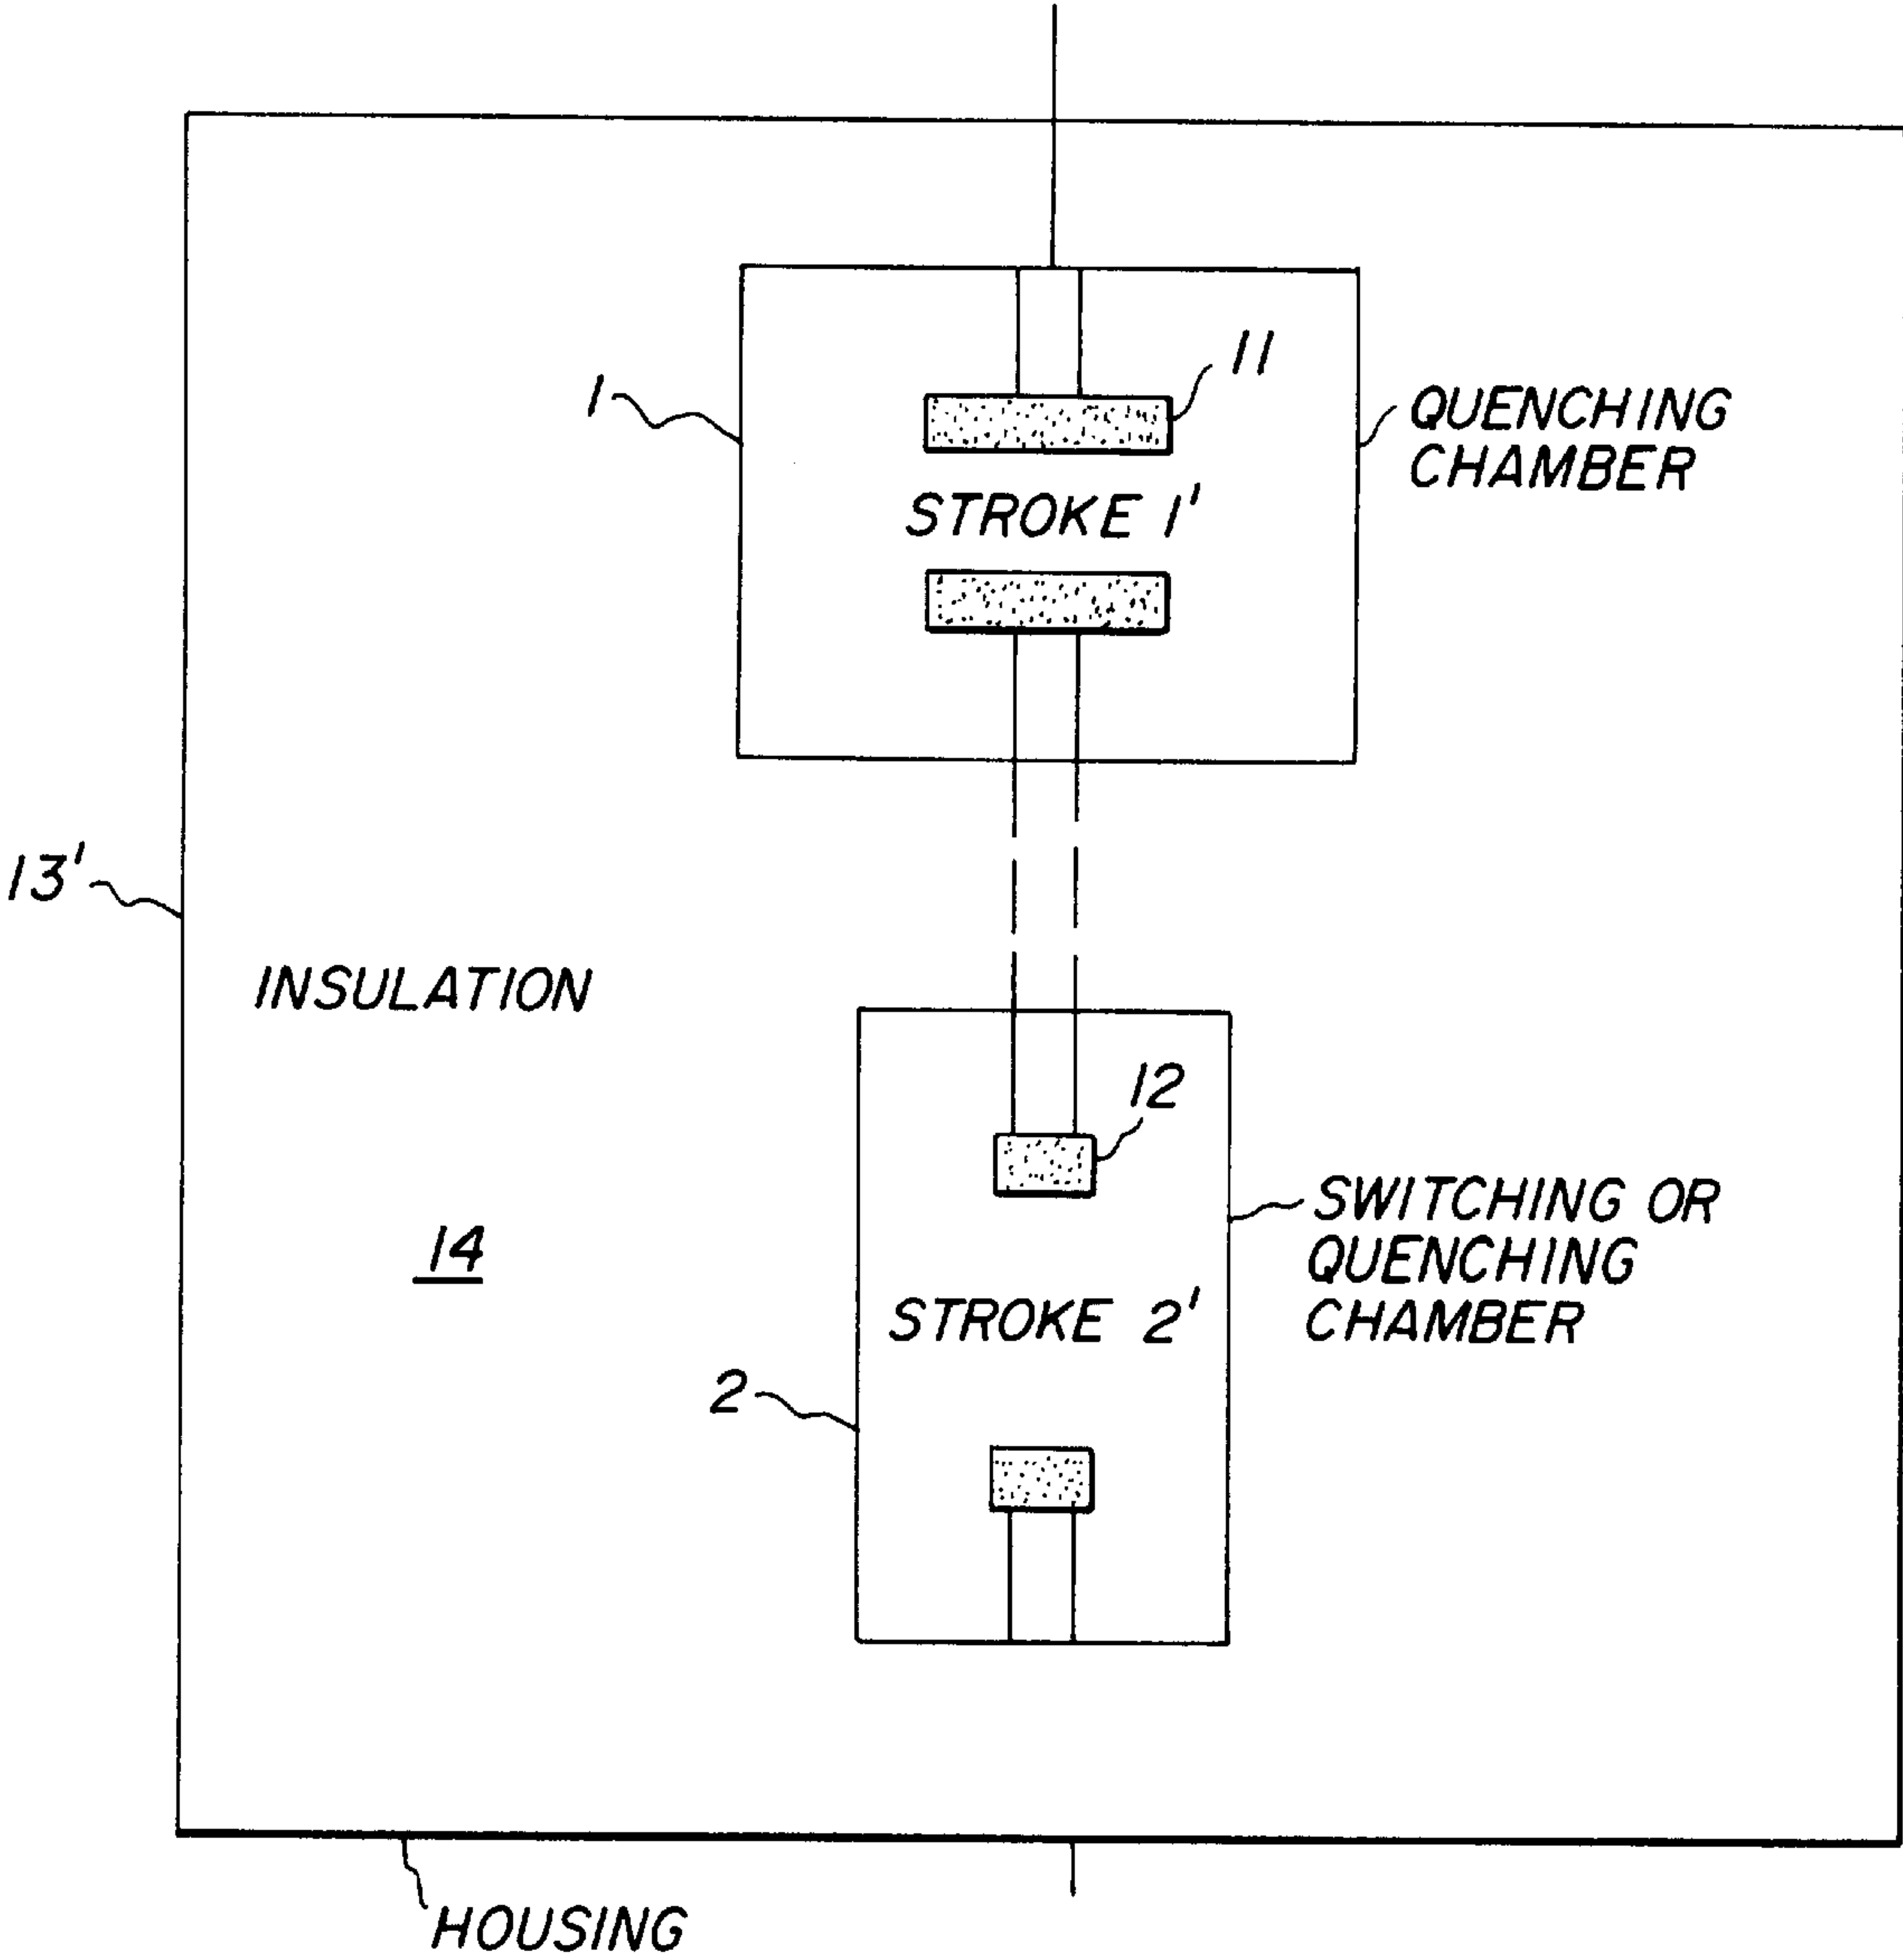 11
1
QUENCHING
CHAMBER
STROKE 1'
13'
INSULATION
12
SWITCHING OR
QUENCHING
CHAMBER
14
STROKE 2'
2
HOUSING